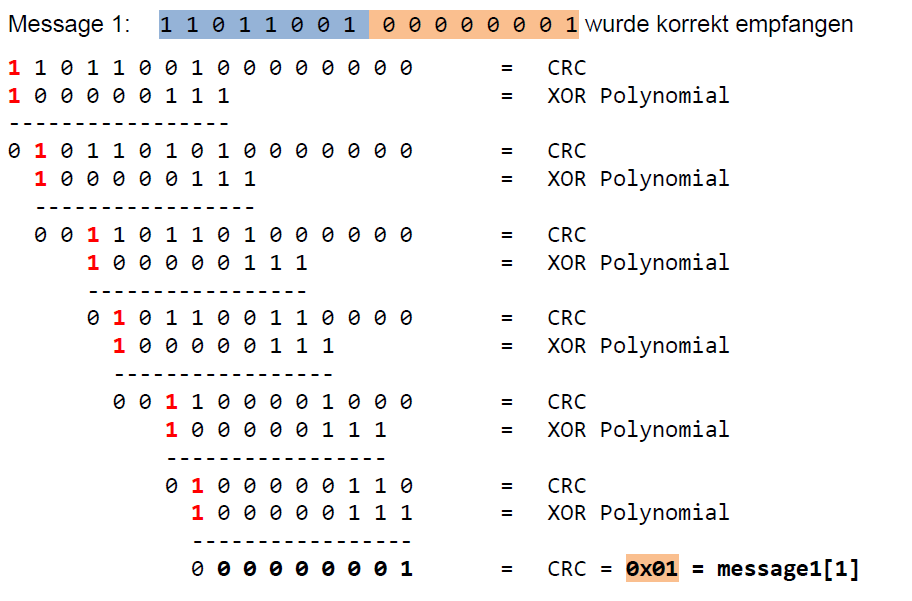 Message 1: 1 1 0 1 1 0 0 1 0 0 0 0 0 0 0 1 wurde korrekt empfangen
1 1 0 1 1 0 0 1 0 0 0 0 0 0 0 0 = CRC
1 0 0 0 0 0 1 1 1 = XOR Polynomial
-----------------
0 1 0 1 1 0 1 0 1 0 0 0 0 0 0 0 = CRC
1 0 0 0 0 0 1 1 1 = XOR Polynomial
-----------------
0 0 1 1 0 1 1 0 1 0 0 0 0 0 0 = CRC
1 0 0 0 0 0 1 1 1 = XOR Polynomial
-----------------
0 1 0 1 1 0 0 1 1 0 0 0 0 = CRC
1 0 0 0 0 0 1 1 1 = XOR Polynomial
-----------------
0 0 1 1 0 0 0 0 1 0 0 0 = CRC
1 0 0 0 0 0 1 1 1 = XOR Polynomial
-----------------
0 1 0 0 0 0 0 1 1 0 = CRC
1 0 0 0 0 0 1 1 1 = XOR Polynomial
-----------------
0 0 0 0 0 0 0 0 1 = CRC = 0x01 = message1[1]